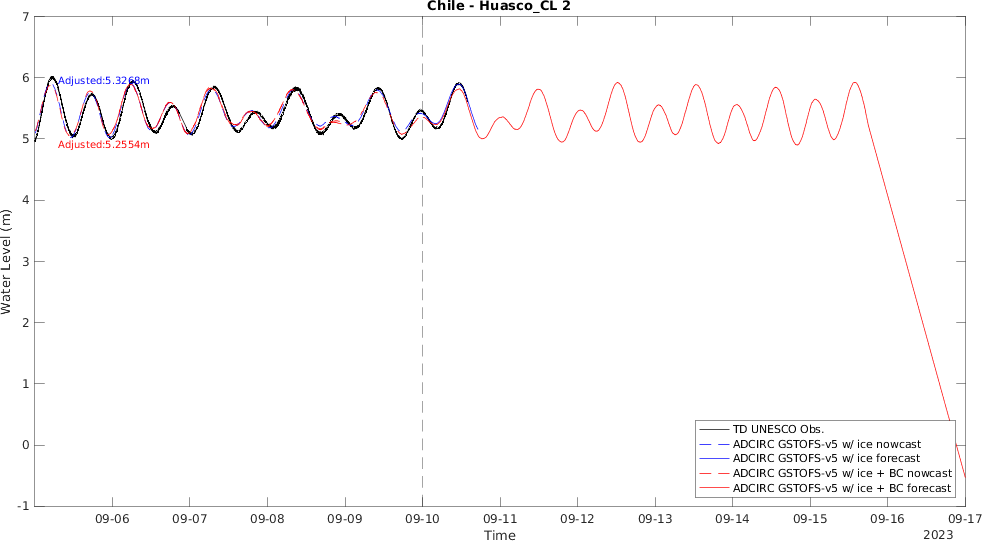 Chile - Huasco_CL 2
7
6
5
4
3
2
1
0
-1
Water Level (m)
Adjusted:5.3268m
Adjusted:5.2554m
TD UNESCO Obs.
ADCIRC GSTOFS-v5 w/ ice nowcast
ADCIRC GSTOFS-v5 w/ ice forecast
ADCIRC GSTOFS-v5 w/ ice + BC nowcast
ADCIRC GSTOFS-v5 w/ ice + BC forecast
09-06 09-07 09-08 09-09 09-10 09-11 09-12 09-13 09-14 09-15 09-16 09-17
Time
2023